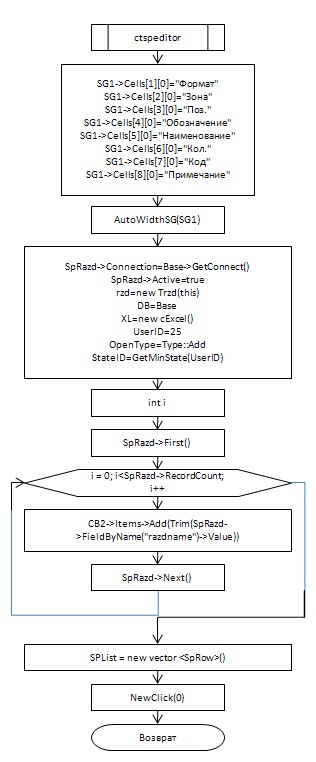 ctspeditor
SG1->Cells[1][0]="Формат"
SG1->Cells[2][0]="Зона"
SG1->Cells[3][0]="Поз."
SG1->Cells[4][0]="Обозначение"
SG1->Cells[5][0]="Наименование"
SG1->Cells[6][0]="Кол."
SG1->Cells[7][0]="Код"
SG1->Cells[8][0]="Примечание"
AutoWidthSG(SG1)
SpRazd->Connection=Base->GetConnect()
SpRazd->Active=true
rzd=new Trzd(this)
DB=Base
XL=new cExcel()
UserID=25
OpenType=Type::Add
StateID=GetMinState(UserID)
int i
SpRazd->First()
i = 0; i<SpRazd->RecordCount;
i++
CB2->Items->Add(Trim(SpRazd-
>FieldByName("razdname")->Value))
SpRazd->Next()
SPList = new vector <SpRow>()
NewClick(0)
Возврат